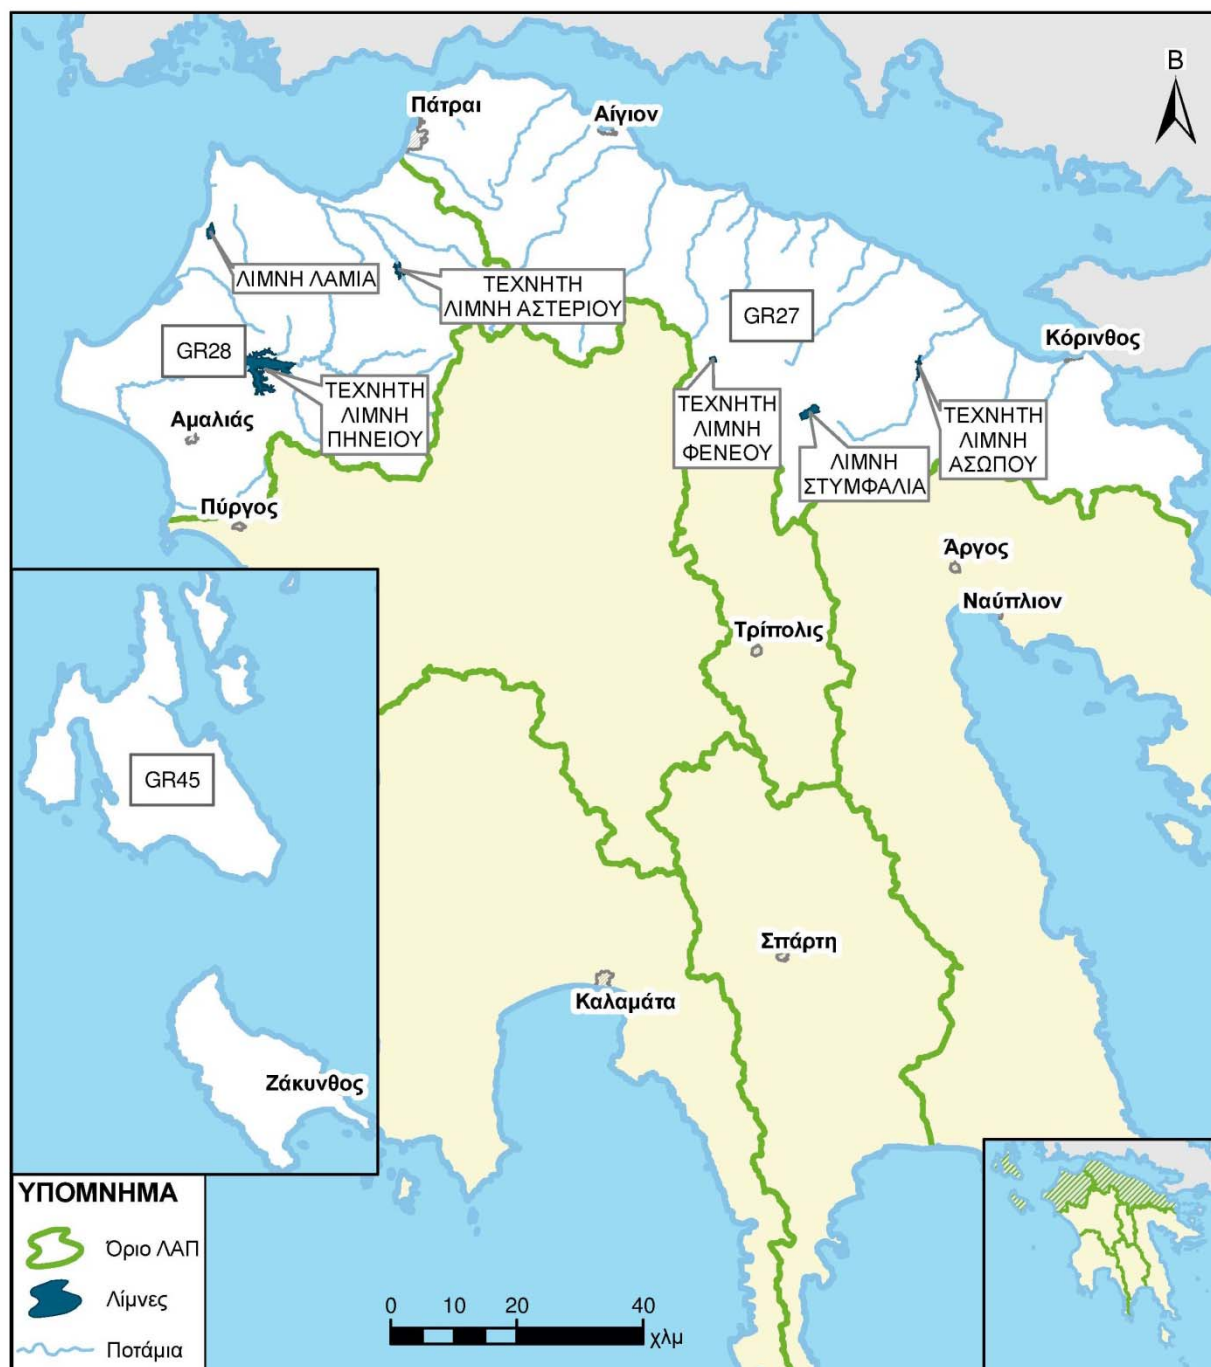 Β
Πάτραι
Αίγιον
ΛΙΜΝΗ ΛΑΜΙΑ
ΤΕΧΝΗΤΗ
ΛΙΜΝΗ ΑΣΤΕΡΙΟΥ
GR27
Κόρινθος
GR28
ΤΕΧΝΗΤΗ
ΛΙΜΝΗ
ΠΗΝΕΙΟΥ
ΤΕΧΝΗΤΗ
ΛΙΜΝΗ
ΦΕΝΕΟΥ
ΛΙΜΝΗ
ΣΤΥΜΦΑΛΙΑ
ΤΕΧΝΗΤΗ
ΛΙΜΝΗ
ΑΣΩΠΟΥ
Αμαλιάς
Πύργος
Άργος
Ναύπλιον
Τρίπολις
GR45
Σπάρτη
Καλαμάτα
Ζάκυνθος
ΥΠΟΜΝΗΜΑ
Όριο ΛΑΠ
Λίμνες
Ποτάμια
0 10 20 40
χλμ